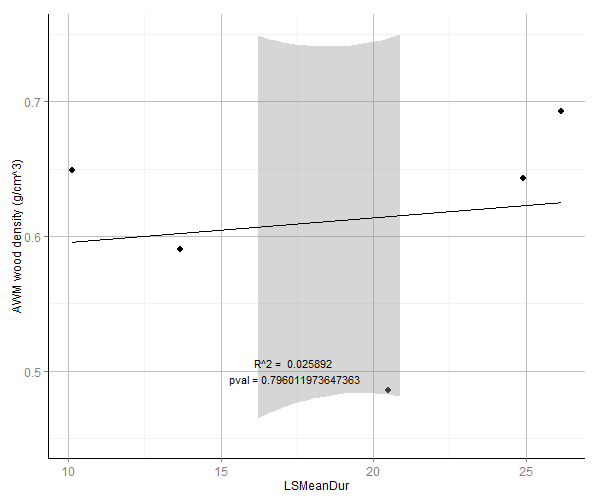 0.7
0.6
0.5
AWM wood density (g/cm^3)
R^2 = 0.025892
pval = 0.796011973647363
10 15 20 25
LSMeanDur